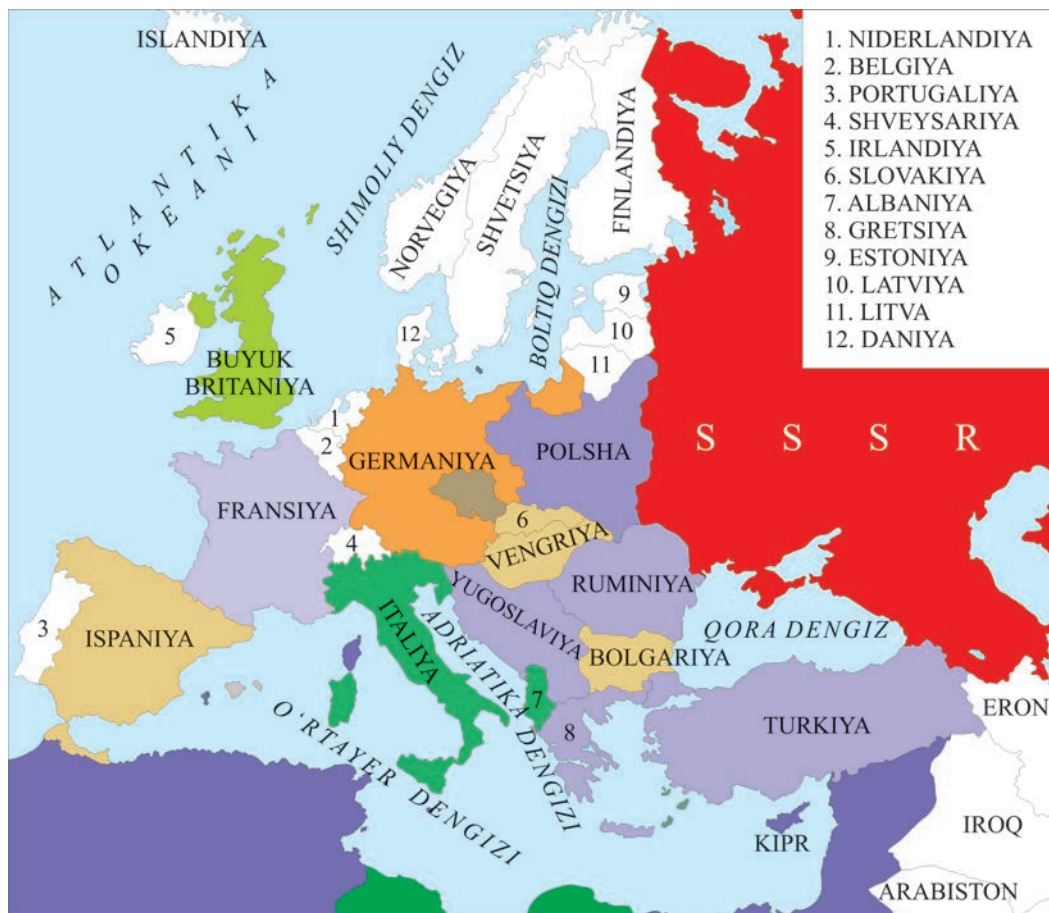 ISLANDIYA
ATLANTIKA
OKEANI
SHIMOLIY DENGIZ
NORVEGIYA
SHVETSIYA
BOLTIQ DENGIZI
FINLANDIYA
1. NIDERLANDIYA
2. BELGIYA
3. PORTUGALIYA
4. SHVEYSARIYA
5. IRLANDIYA
6. SLOVAKIYA
7. ALBANIYA
8. GRETSIYA
9. ESTONIYA
10. LATVIYA
11. LITVA
12. DANIYA
5
12
9
10
11
BUYUK
BRITANIYA
1
2
GERMANIYA
POLSHA
S S S R
FRANSIYA
4
6
VENGRIYA
RUMINIYA
YUGOSLAVIYA
3
ISPANIYA
ITALIYA
ADRIATIKA DENGIZI
BOLGARIYA
QORA DENGIZ
7
8
TURKIYA
ERON
O‘RTAYER DENGIZI
KIPR
IROQ
ARABISTON